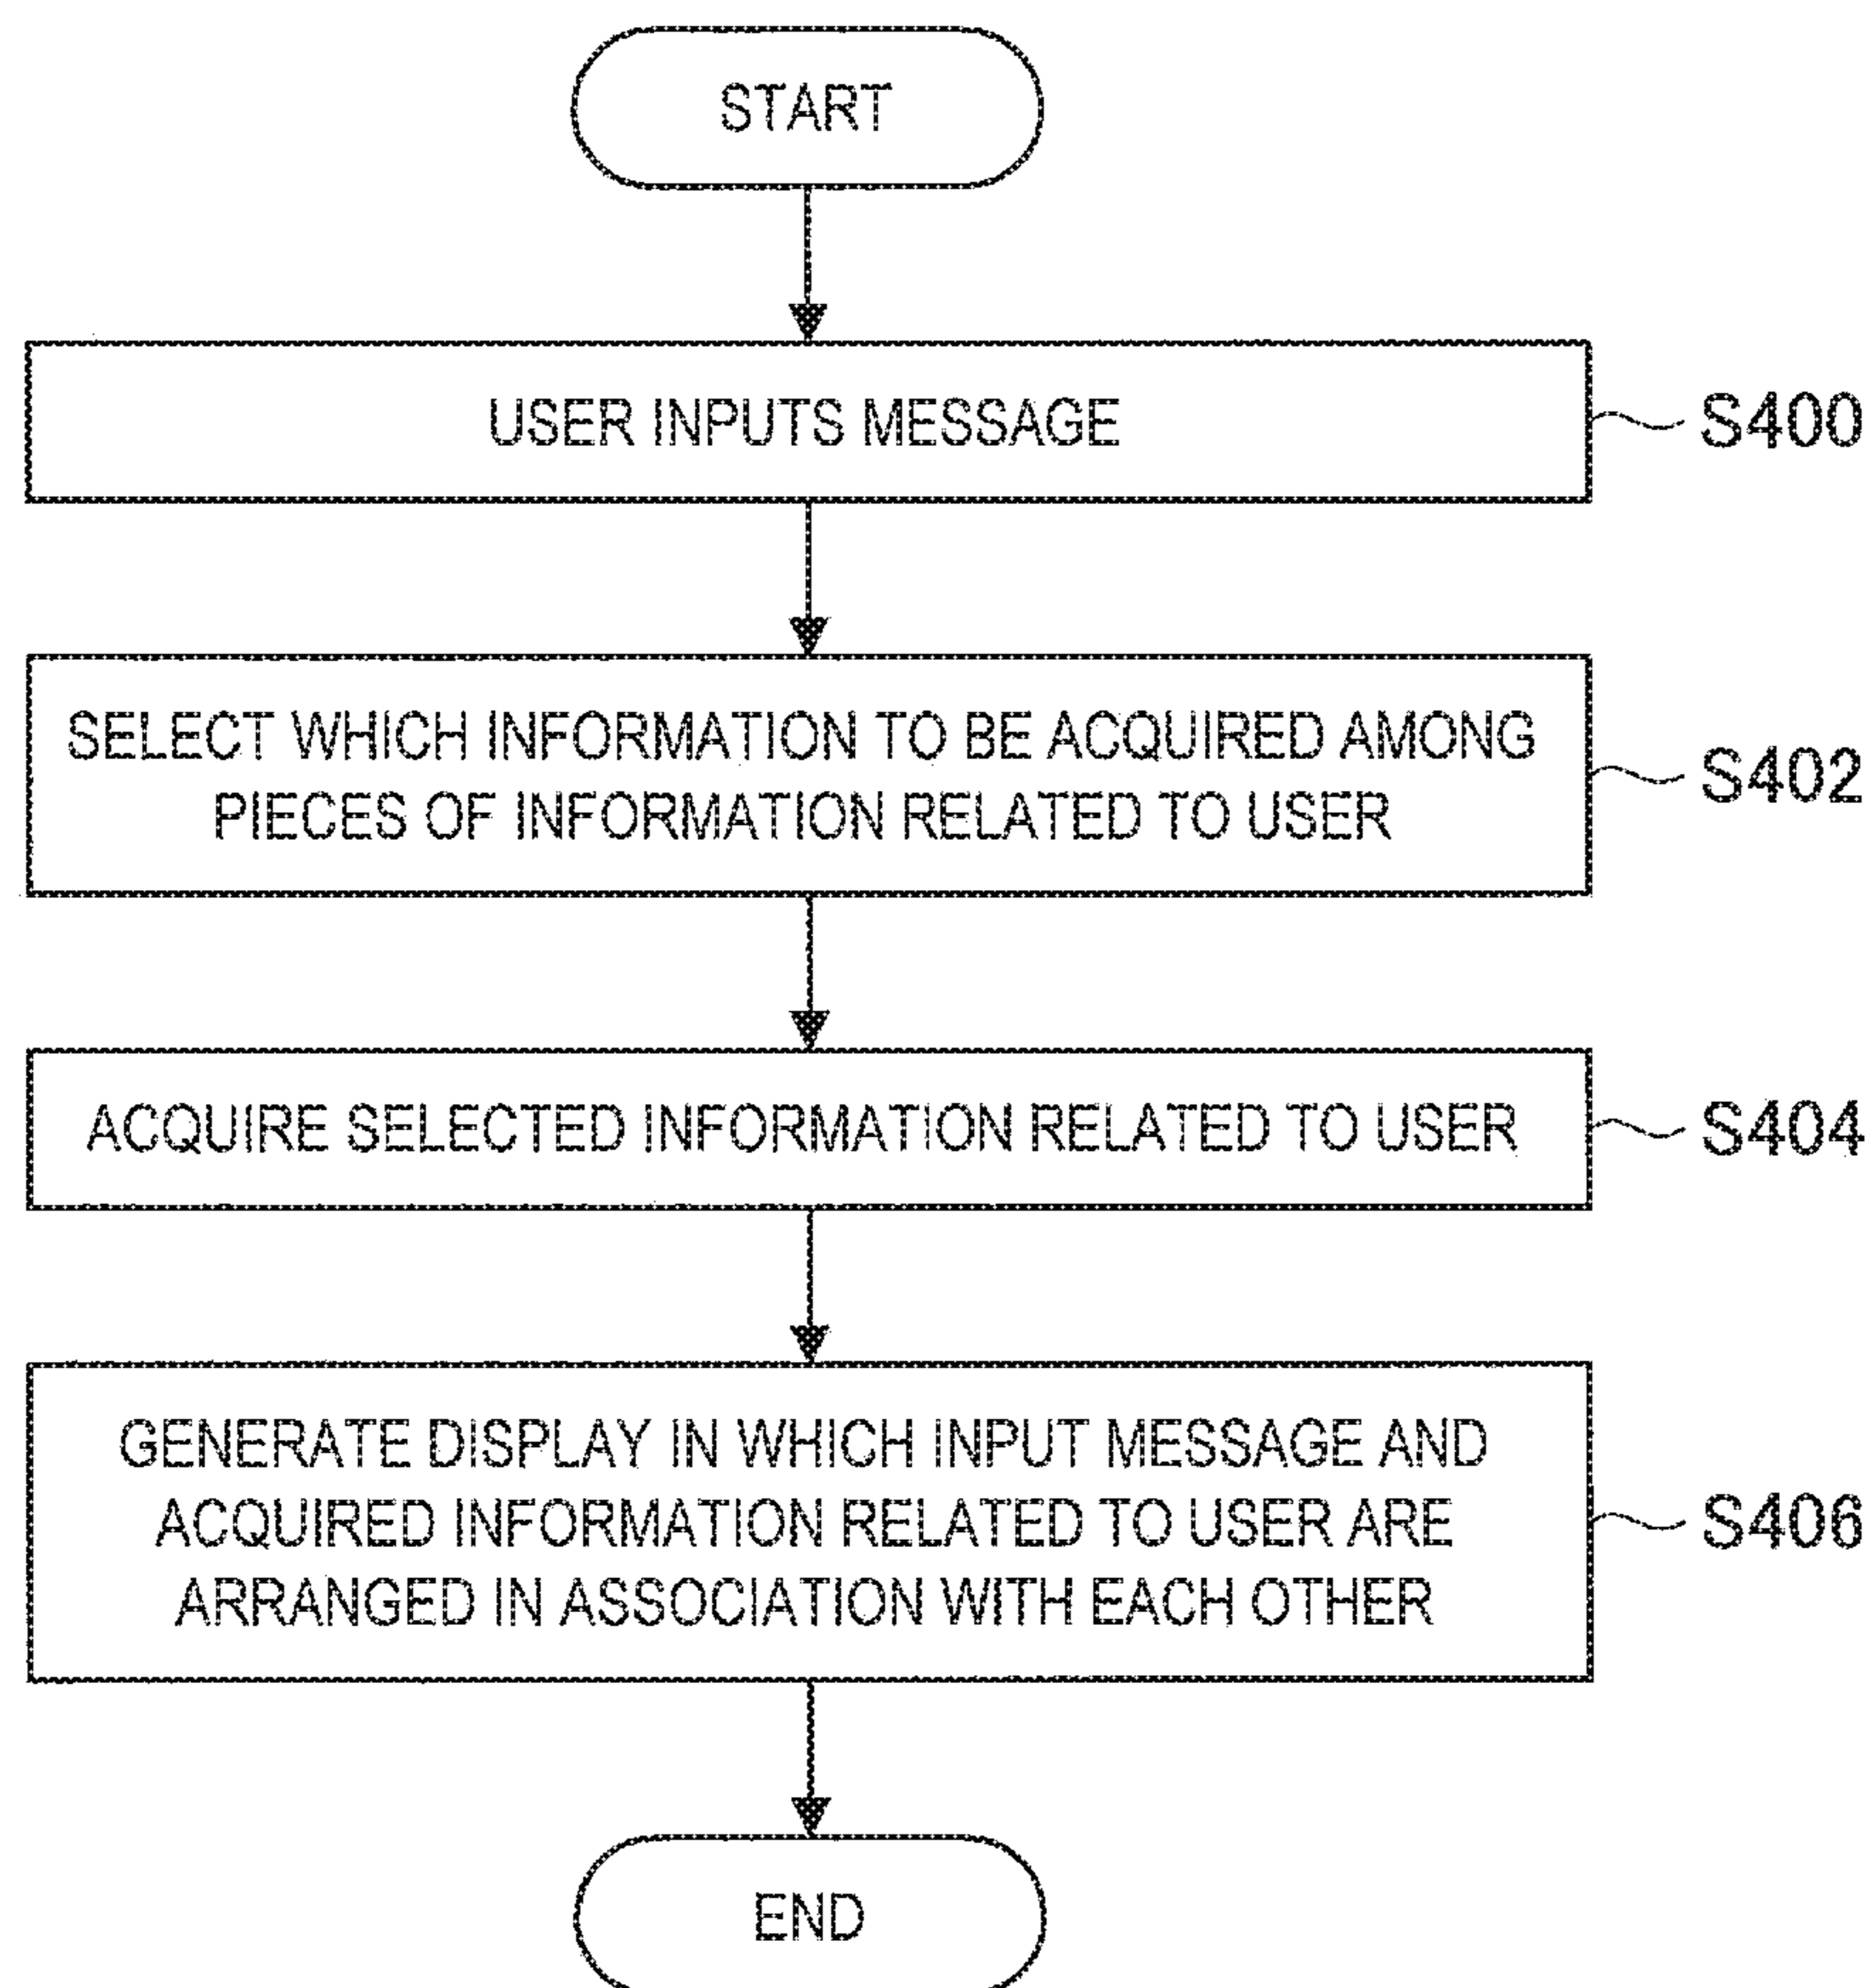 START
USER INPUTS MESSAGE
S400
SELECT WHICH INFORMATION TO BE ACQUIRED AMONG
PIECES OF INFORMATION RELATED TO USER
S402
ACQUIRE SELECTED INFORMATION RELATED TO USER
S404
GENERATE DISPLAY IN WHICH INPUT MESSAGE AND
ACQUIRED INFORMATION RELATED TO USER ARE
ARRANGED IN ASSOCIATION WITH EACH OTHER
S406
END